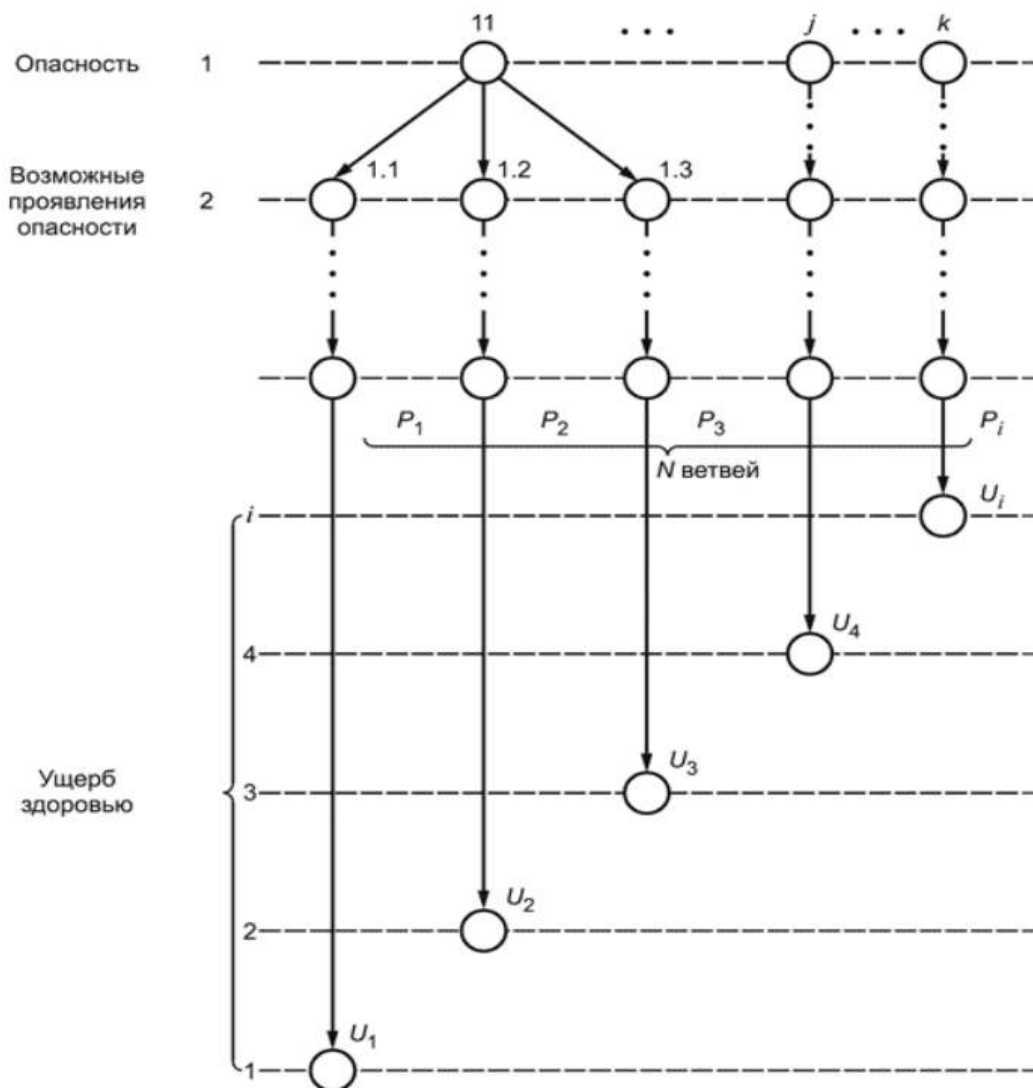 11 . . . j . . . k
Опасность 1
1.1 1.2 1.3
Возможные
проявления 2
опасности
P1 P2 P3 Pi
N ветвей
Ui
i
U4
4
Ущерб
здоровью
U3
3
U2
2
U1
1